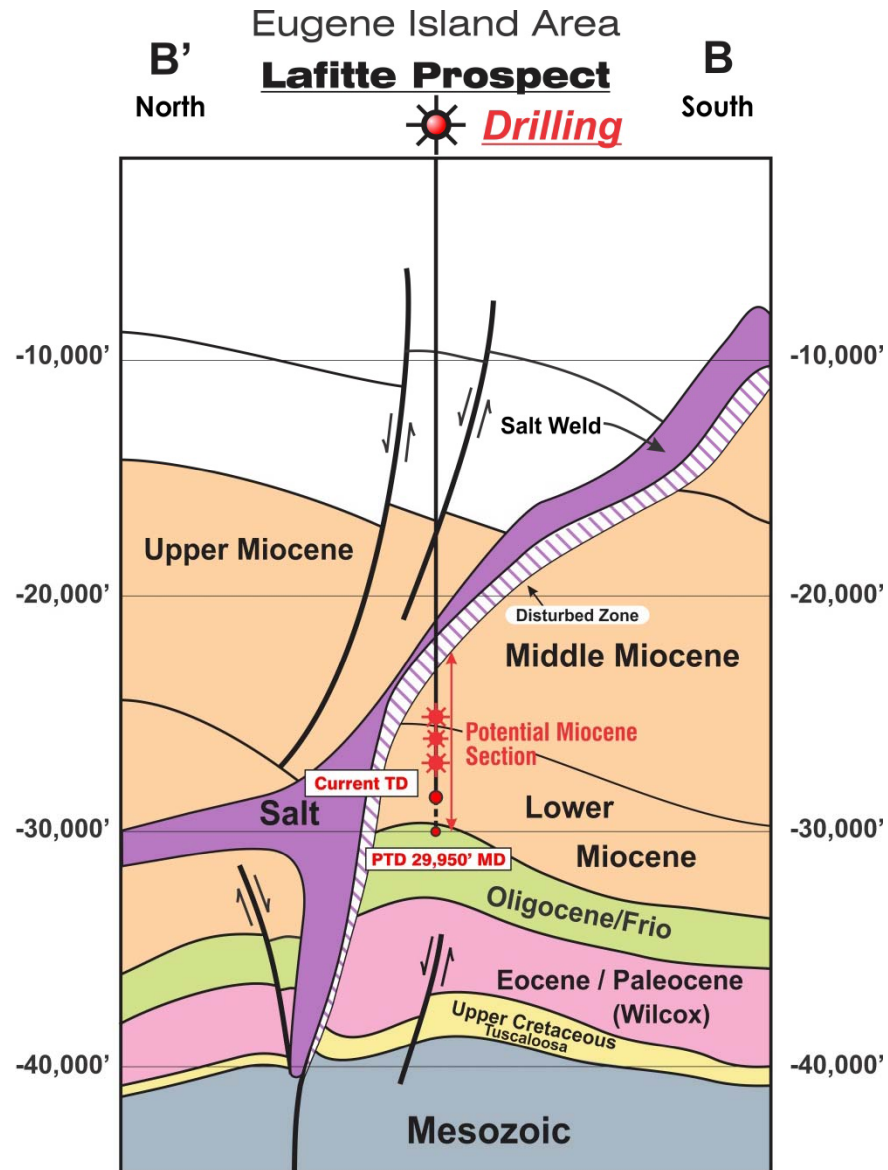 Eugene Island Area
B’
Lafitte Prospect
B
North
South
Drilling
-10,000’
-10,000’
Salt Weld
Upper Miocene
-20,000’
-20,000’
Disturbed Zone
Middle Miocene
Potential Miocene
Section
Current TD
Salt
Lower
-30,000’
-30,000’
PTD 29,950’ MD
Miocene
Oligocene/Frio
Eocene / Paleocene
(Wilcox)
Upper Cretaceous
Tuscaloosa
-40,000’
-40,000’
Mesozoic